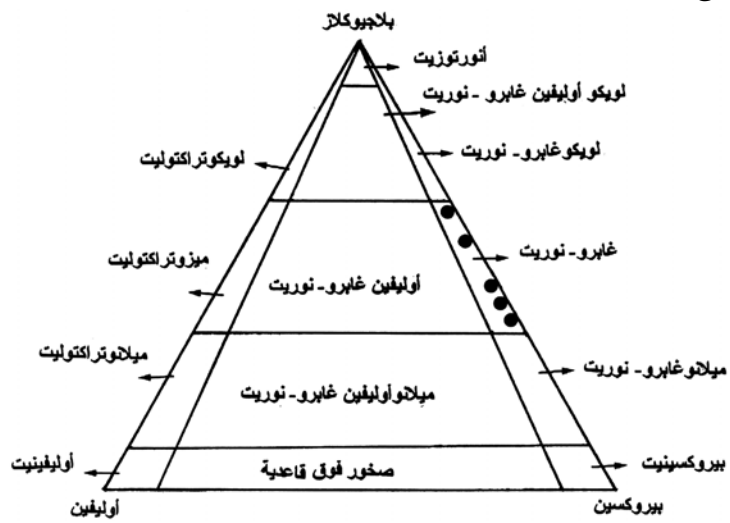 بلاجيوكلاز
أنورتوزيت
لويكو أوليفين غابرو - نوريت
لويكوغابرو - نوريت
لويكوتراكتوليت
غابرو - نوريت
ميزوتراكتوليت
أوليفين غابرو - نوريت
ميلانوتراكتوليت
ميلانوغابرو - نوريت
ميلانوأوليفين غابرو - نوريت
بيروكسينيت
صخور فوق قاعدية
أوليفينيت
بيروكسين
أوليفين